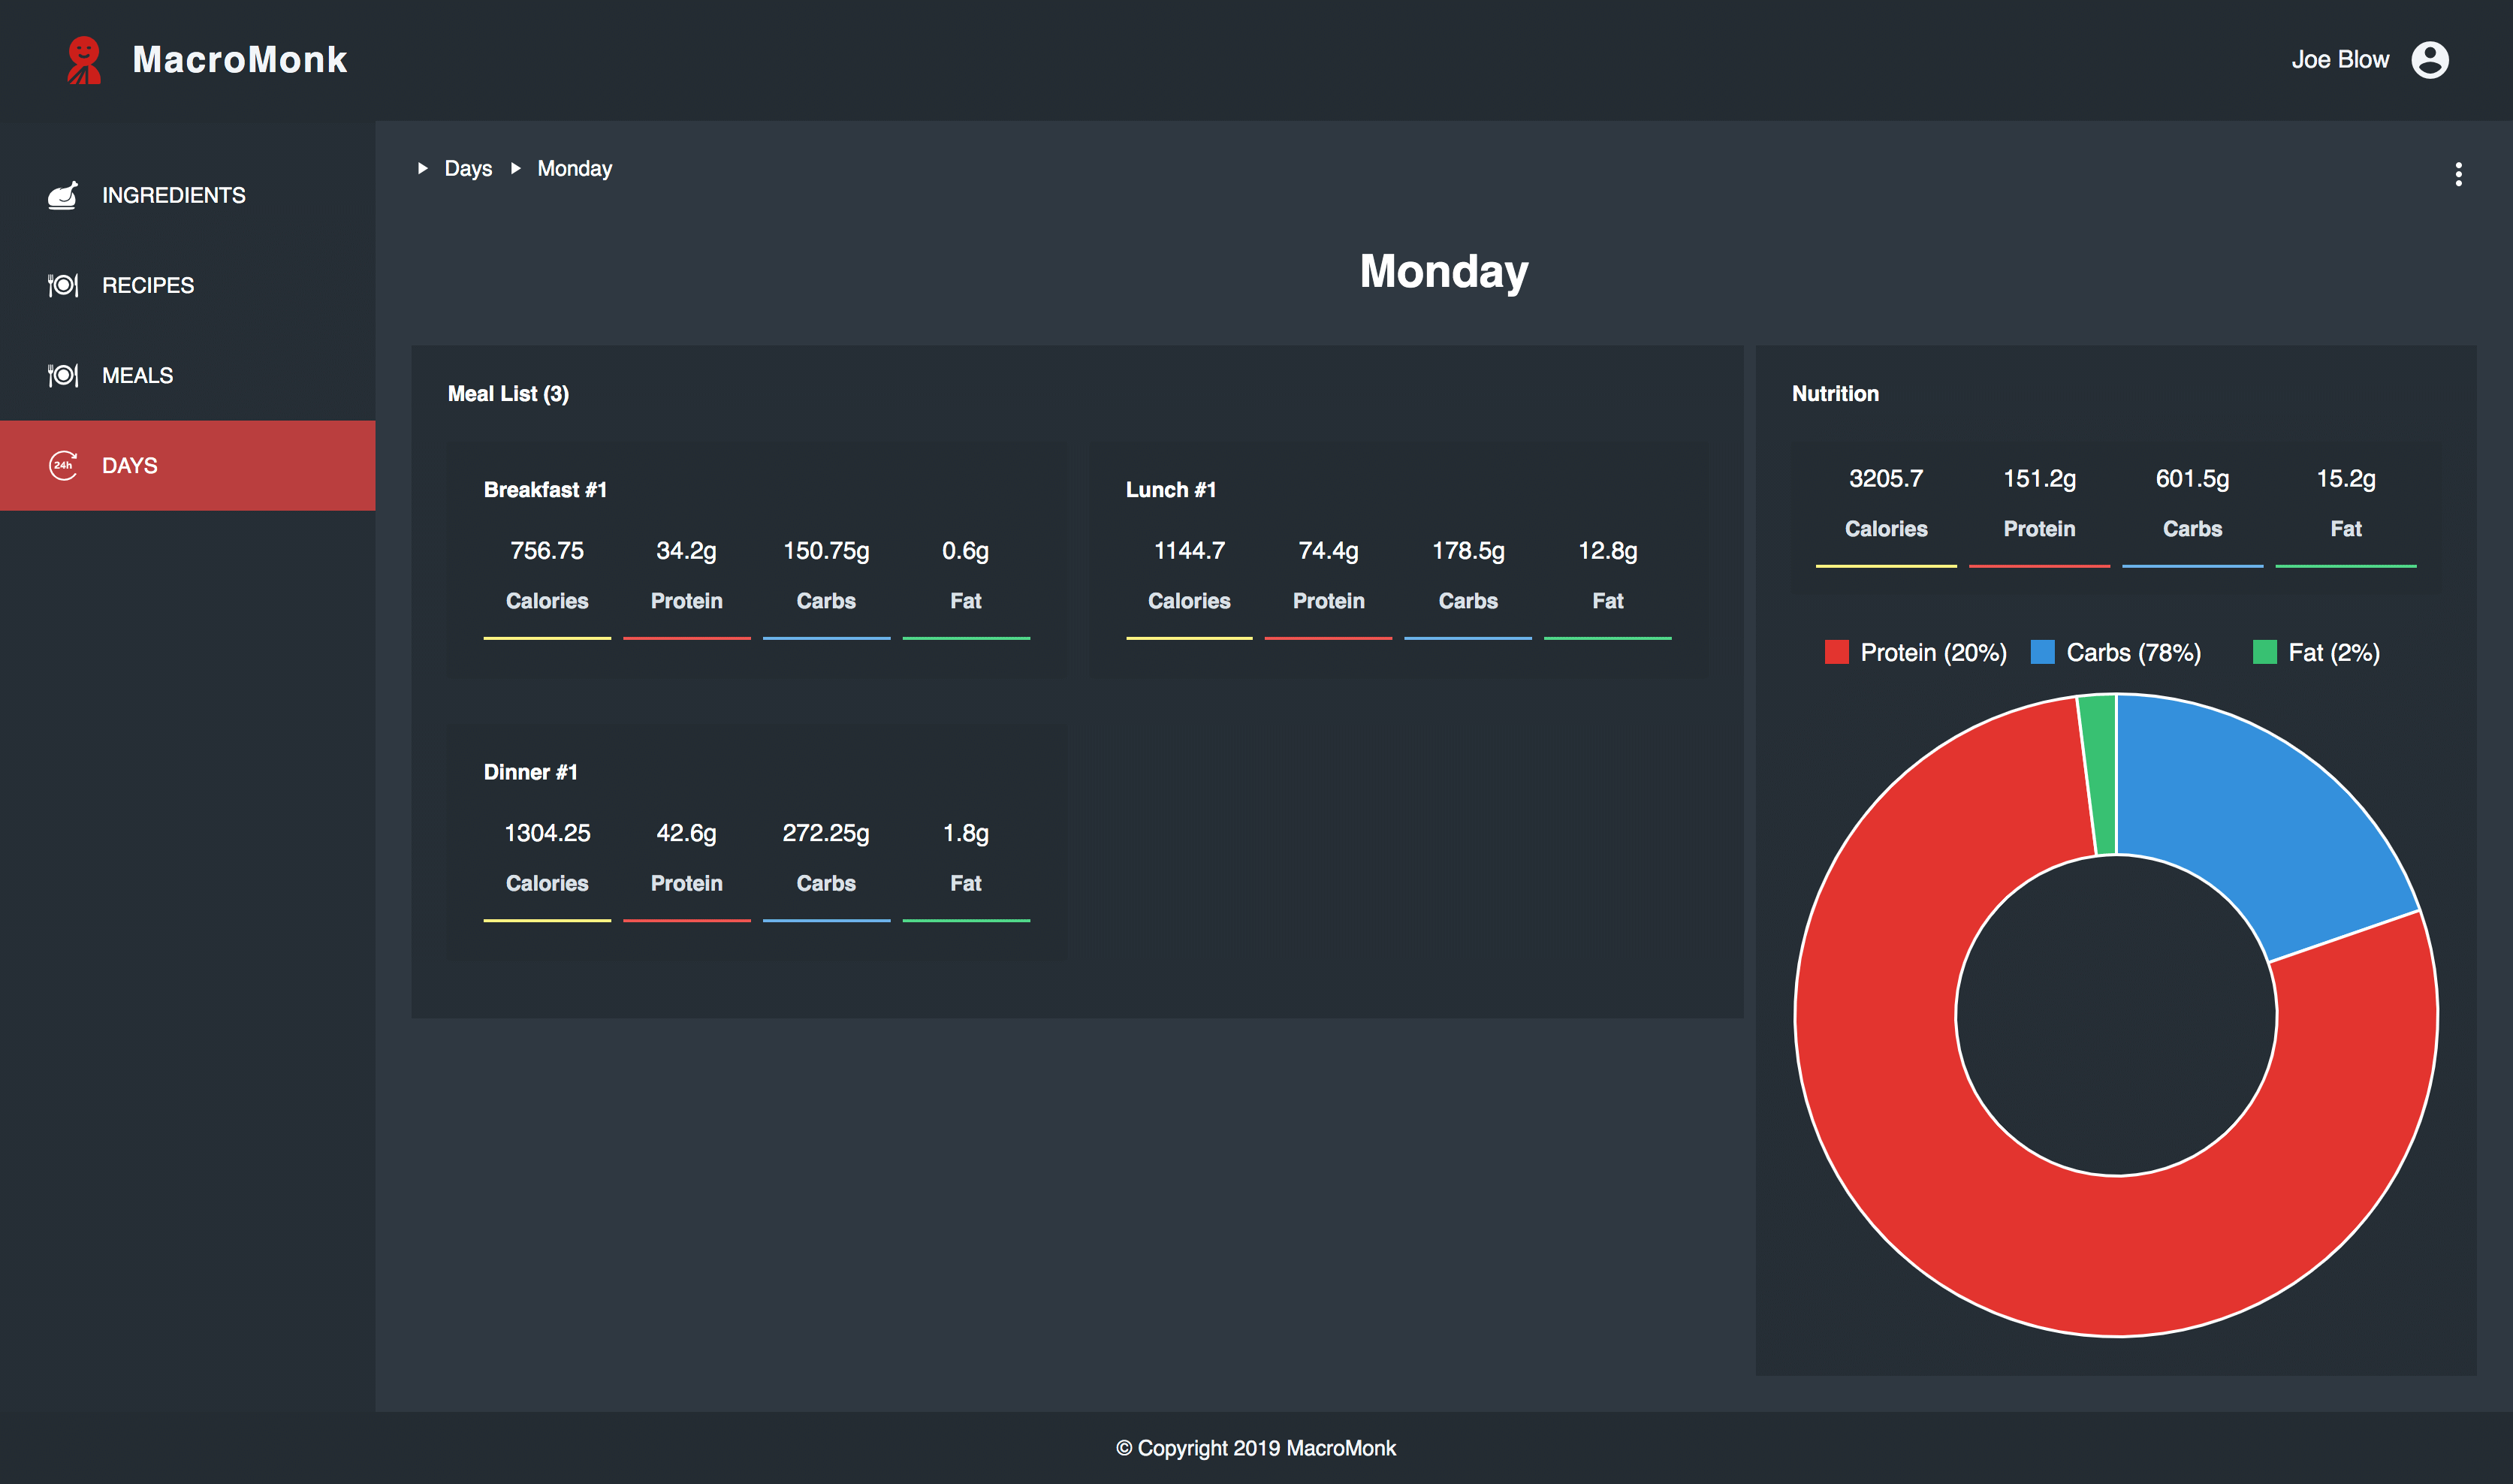 MacroMonk
Joe Blow
INGREDIENTS
RECIPES
MEALS
24h DAYS
Days Monday
Monday
Meal List (3)
Breakfast #1
756.75 34.2g 150.75g 0.6g
Calories Protein Carbs Fat
Lunch #1
1144.7 74.4g 178.5g 12.8g
Calories Protein Carbs Fat
Dinner #1
1304.25 42.6g 272.25g 1.8g
Calories Protein Carbs Fat
Nutrition
3205.7 151.2g 601.5g 15.2g
Calories Protein Carbs Fat
Protein (20%) Carbs (78%) Fat (2%)
© Copyright 2019 MacroMonk